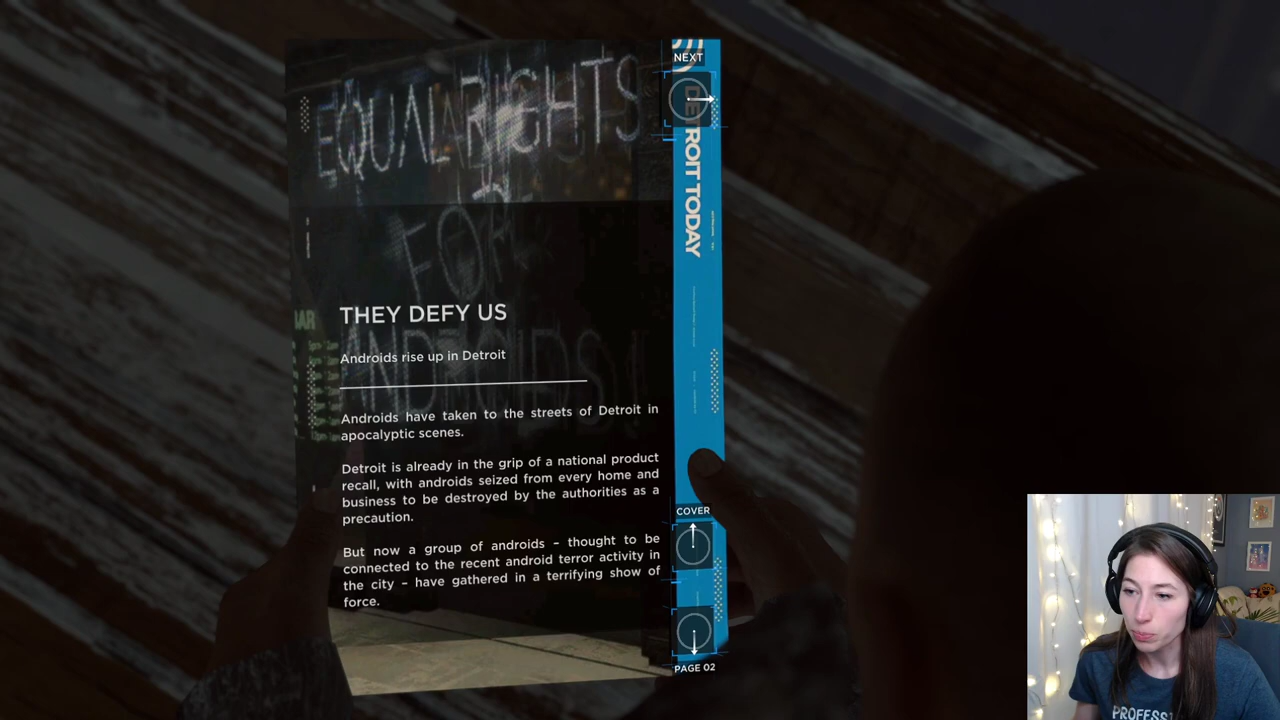 EQUAL RIGHTS
FOR
ANDROIDS!
NEXT
DETROIT TODAY
BAR
THEY DEFY US
Androids rise up in Detroit
Androids have taken to the streets of Detroit in
apocalyptic scenes.
Detroit is already in the grip of a national product
recall, with androids seized from every home and
business to be destroyed by the authorities as a
precaution.
But now a group of androids – thought to be
connected to the recent android terror activity in
the city – have gathered in a terrifying show of
force.
COVER
PAGE 02
PROFESS